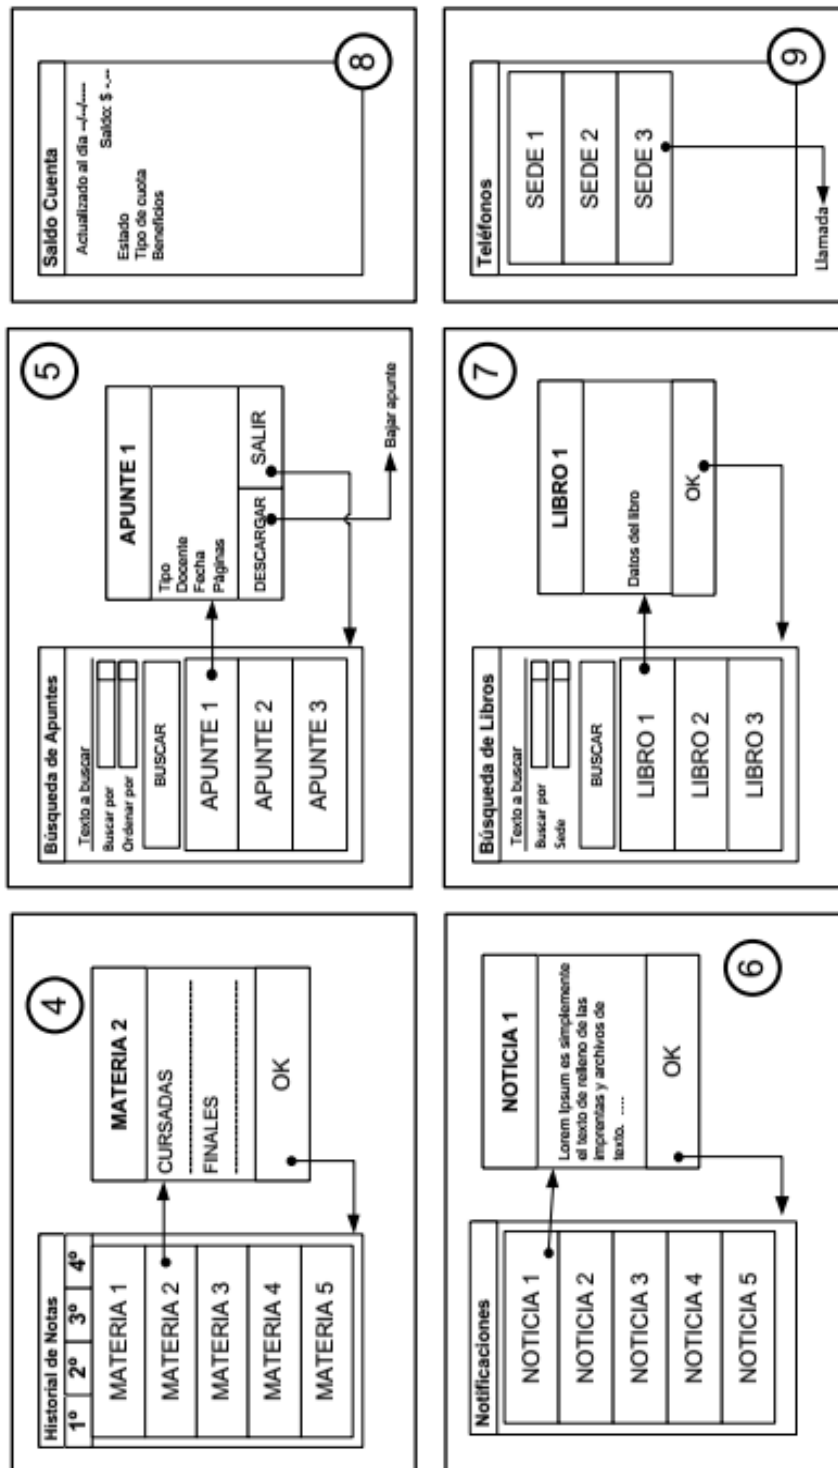 4
Historial de Notas
1º 2º 3º 4º
MATERIA 1
MATERIA 2
MATERIA 3
MATERIA 4
MATERIA 5
MATERIA 2
CURSADAS
FINALES
OK
5
Búsqueda de Apuntes
Texto a buscar
Buscar por
Ordenar por
BUSCAR
APUNTE 1
APUNTE 2
APUNTE 3
APUNTE 1
Tipo
Docente
Fecha
Páginas
DESCARGAR SALIR
Bajar apunte
8
Saldo Cuenta
Actualizado al día --/--/----
Saldo: $ -.--
Estado
Tipo de cuota
Beneficios
6
Notificaciones
NOTICIA 1
NOTICIA 2
NOTICIA 3
NOTICIA 4
NOTICIA 5
NOTICIA 1
Lorem Ipsum es simplemente
el texto de relleno de las
imprentas y archivos de
texto. ....
OK
7
Búsqueda de Libros
Texto a buscar
Buscar por
Sede
BUSCAR
LIBRO 1
LIBRO 2
LIBRO 3
LIBRO 1
Datos del libro
OK
9
Teléfonos
SEDE 1
SEDE 2
SEDE 3
Llamada